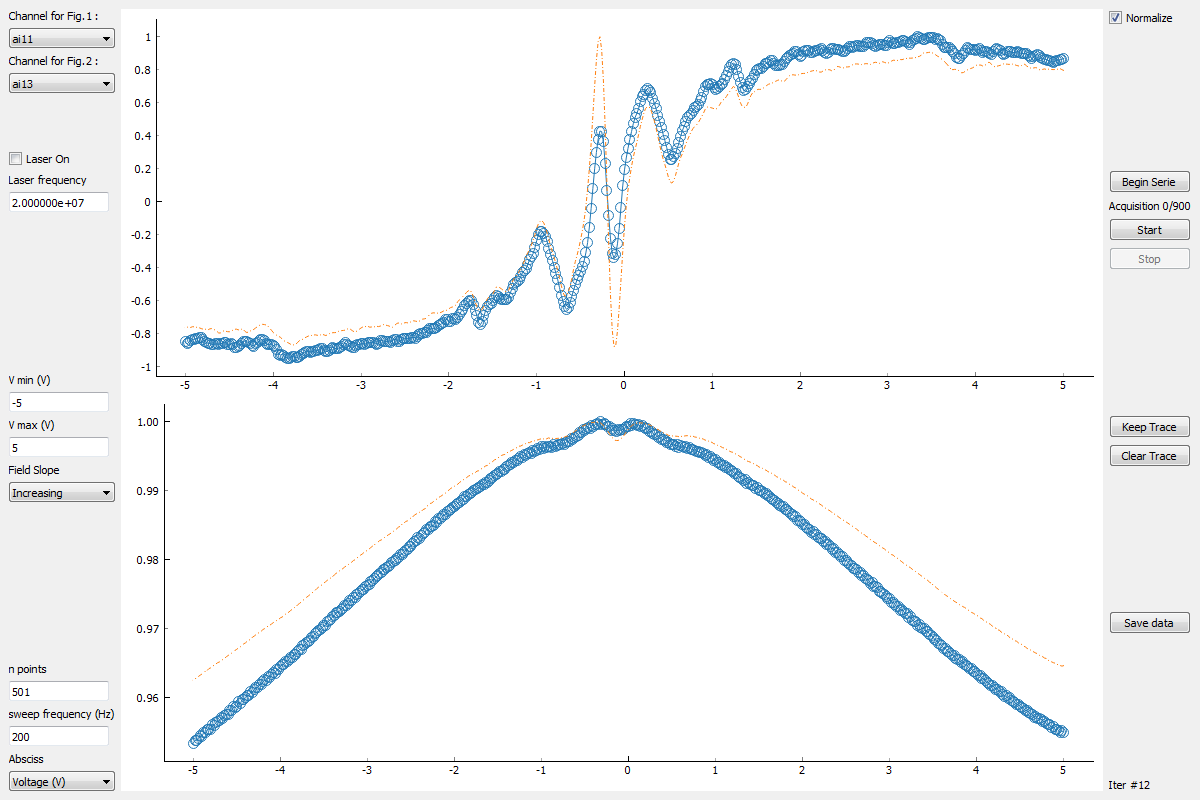 Channel for Fig.1 :
ai11
Channel for Fig.2 :
ai13
Laser On
Laser frequency
2.000000e+07
V min (V)
-5
V max (V)
5
Field Slope
Increasing
n points
501
sweep frequency (Hz)
200
Absciss
Voltage (V)
1
0.8
0.6
0.4
0.2
0
-0.2
-0.4
-0.6
-0.8
-1
-5 -4 -3 -2 -1 0 1 2 3 4 5
1.00
0.99
0.98
0.97
0.96
-5 -4 -3 -2 -1 0 1 2 3 4 5
Normalize
Begin Serie
Acquisition 0/900
Start
Stop
Keep Trace
Clear Trace
Save data
Iter #12